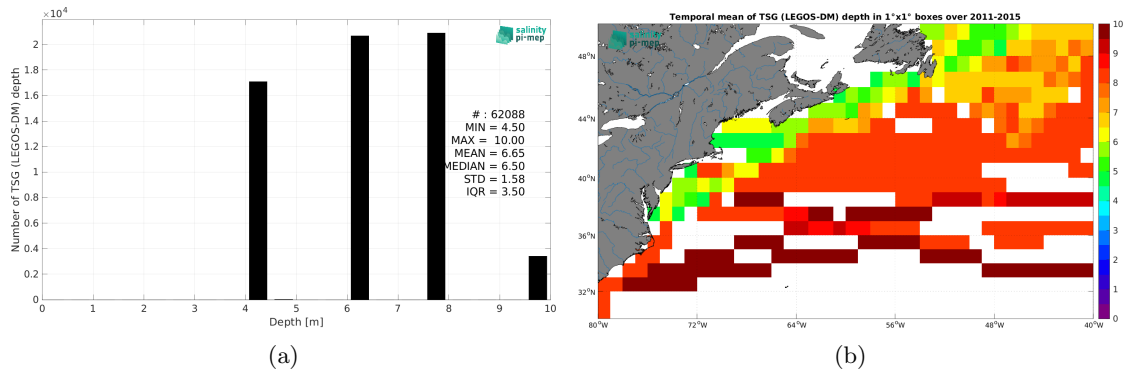 ×10⁴
2
1.8
1.6
1.4
1.2
1
0.8
0.6
0.4
0.2
0
Number of TSG (LEGOS-DM) depth
0 1 2 3 4 5 6 7 8 9 10
Depth [m]
salinity
pi-mep
# : 62088
MIN = 4.50
MAX = 10.00
MEAN = 6.65
MEDIAN = 6.50
STD = 1.58
IQR = 3.50
(a)
Temporal mean of TSG (LEGOS-DM) depth in 1°x1° boxes over 2011-2015
salinity
pi-mep
48°N
44°N
40°N
36°N
32°N
80°W 72°W 64°W 56°W 48°W 40°W
10
9
8
7
6
5
4
3
2
1
0
(b)